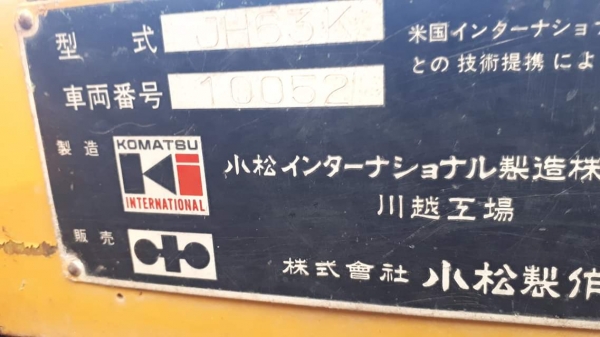 型式 JH63K
車両番号 10052
米国インターナショナ
との技術提携によ
製造 KOMATSU
INTERNATIONAL
小松インターナショナル製造株
川越工場
販売
株式會社 小松製作